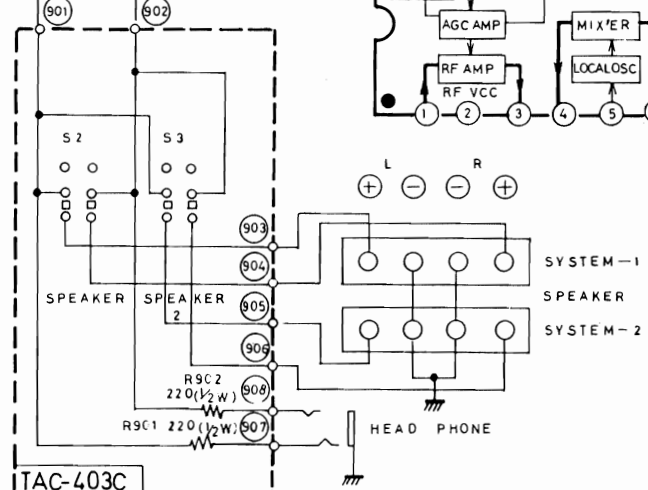 901
902
AGC AMP
RF AMP
RF VCC
MIX'ER
LOCALOSC
1
2
3
4
5
S2
S3
L
R
+
−
−
+
903
904
905
906
SPEAKER
SPEAKER
2
SYSTEM-1
SPEAKER
SYSTEM-2
R902
220(1/2W)
908
R901 220(1/2W)
907
HEAD PHONE
TAC-403C